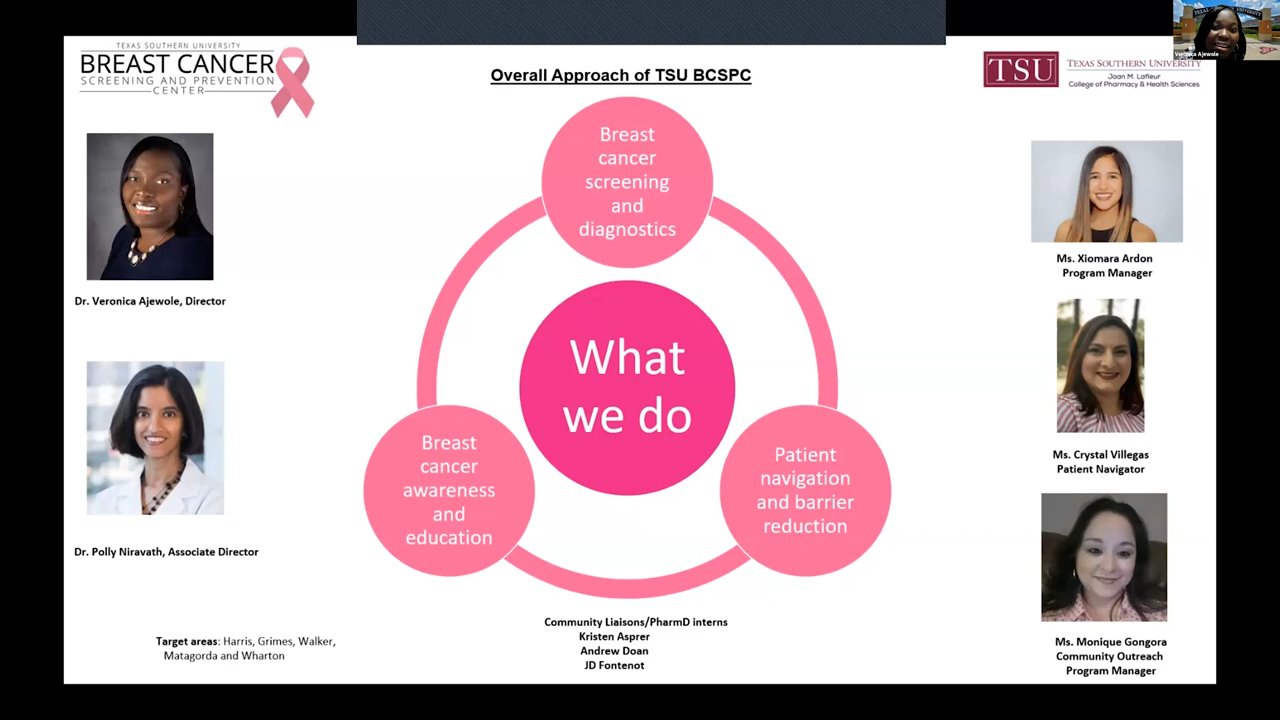 TEXAS SOUTHERN UNIVERSITY
BREAST CANCER
SCREENING AND PREVENTION
CENTER
Overall Approach of TSU BCSPC
TSU
TEXAS SOUTHERN UNIVERSITY
Joan M. Lafleur
College of Pharmacy & Health Sciences
TEXAS SOUTHERN UNIVERSITY
Veronica Ajewole
Breast
cancer
screening
and
diagnostics
What
we do
Breast
cancer
awareness
and
education
Patient
navigation
and barrier
reduction
Dr. Veronica Ajewole, Director
Dr. Polly Niravath, Associate Director
Target areas: Harris, Grimes, Walker,
Matagorda and Wharton
Community Liaisons/PharmD interns
Kristen Asprer
Andrew Doan
JD Fontenot
Ms. Xiomara Ardon
Program Manager
Ms. Crystal Villegas
Patient Navigator
Ms. Monique Gongora
Community Outreach
Program Manager